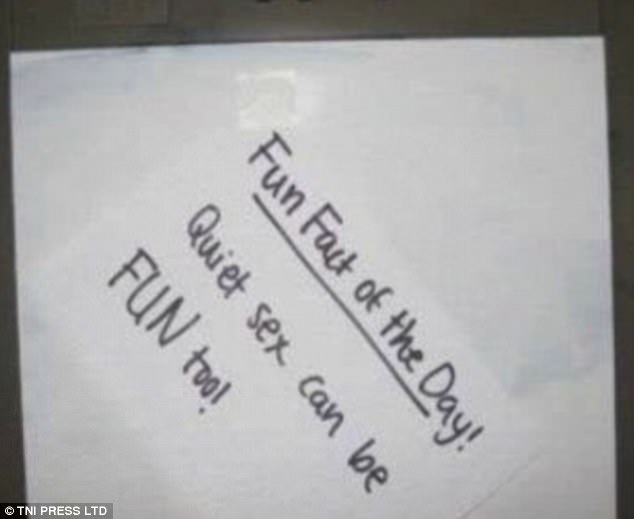 Fun Fact of the Day!
Quiet sex can be
FUN too!
© TNI PRESS LTD